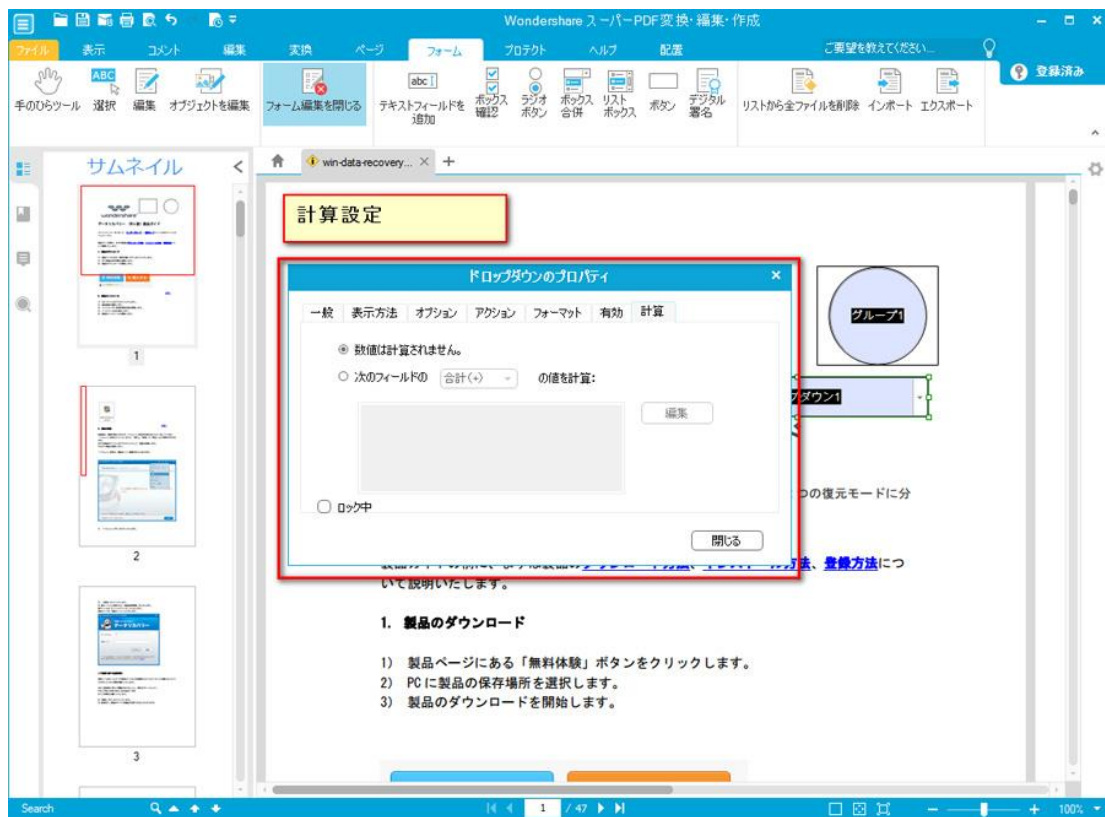 Wondershare スーパーPDF変換・編集・作成
ファイル 表示 コメント 編集 変換 ページ フォーム プロテクト ヘルプ 配置 ご要望を教えてください... 登録済み
手のひらツール
ABC 選択
編集
オブジェクトを編集
フォーム編集を閉じる
abc テキストフィールドを追加
ボックス確認
ラジオボタン
ボックス合併
リストボックス
ボタン
デジタル署名
リストから全ファイルを削除
インポート
エクスポート
サムネイル
win-data-recovery...
1
2
3
計算設定
ドロップダウンのプロパティ
一般 表示方法 オプション アクション フォーマット 有効 計算
数値は計算されません。
次のフィールドの 合計(+) の値を計算:
編集
ロック中
閉じる
グループ1
ダウン1
つの復元モードに分
、登録方法につ
いて説明いたします。
1. 製品のダウンロード
1) 製品ページにある「無料体験」ボタンをクリックします。
2) PCに製品の保存場所を選択します。
3) 製品のダウンロードを開始します。
Search
1 / 47
100%